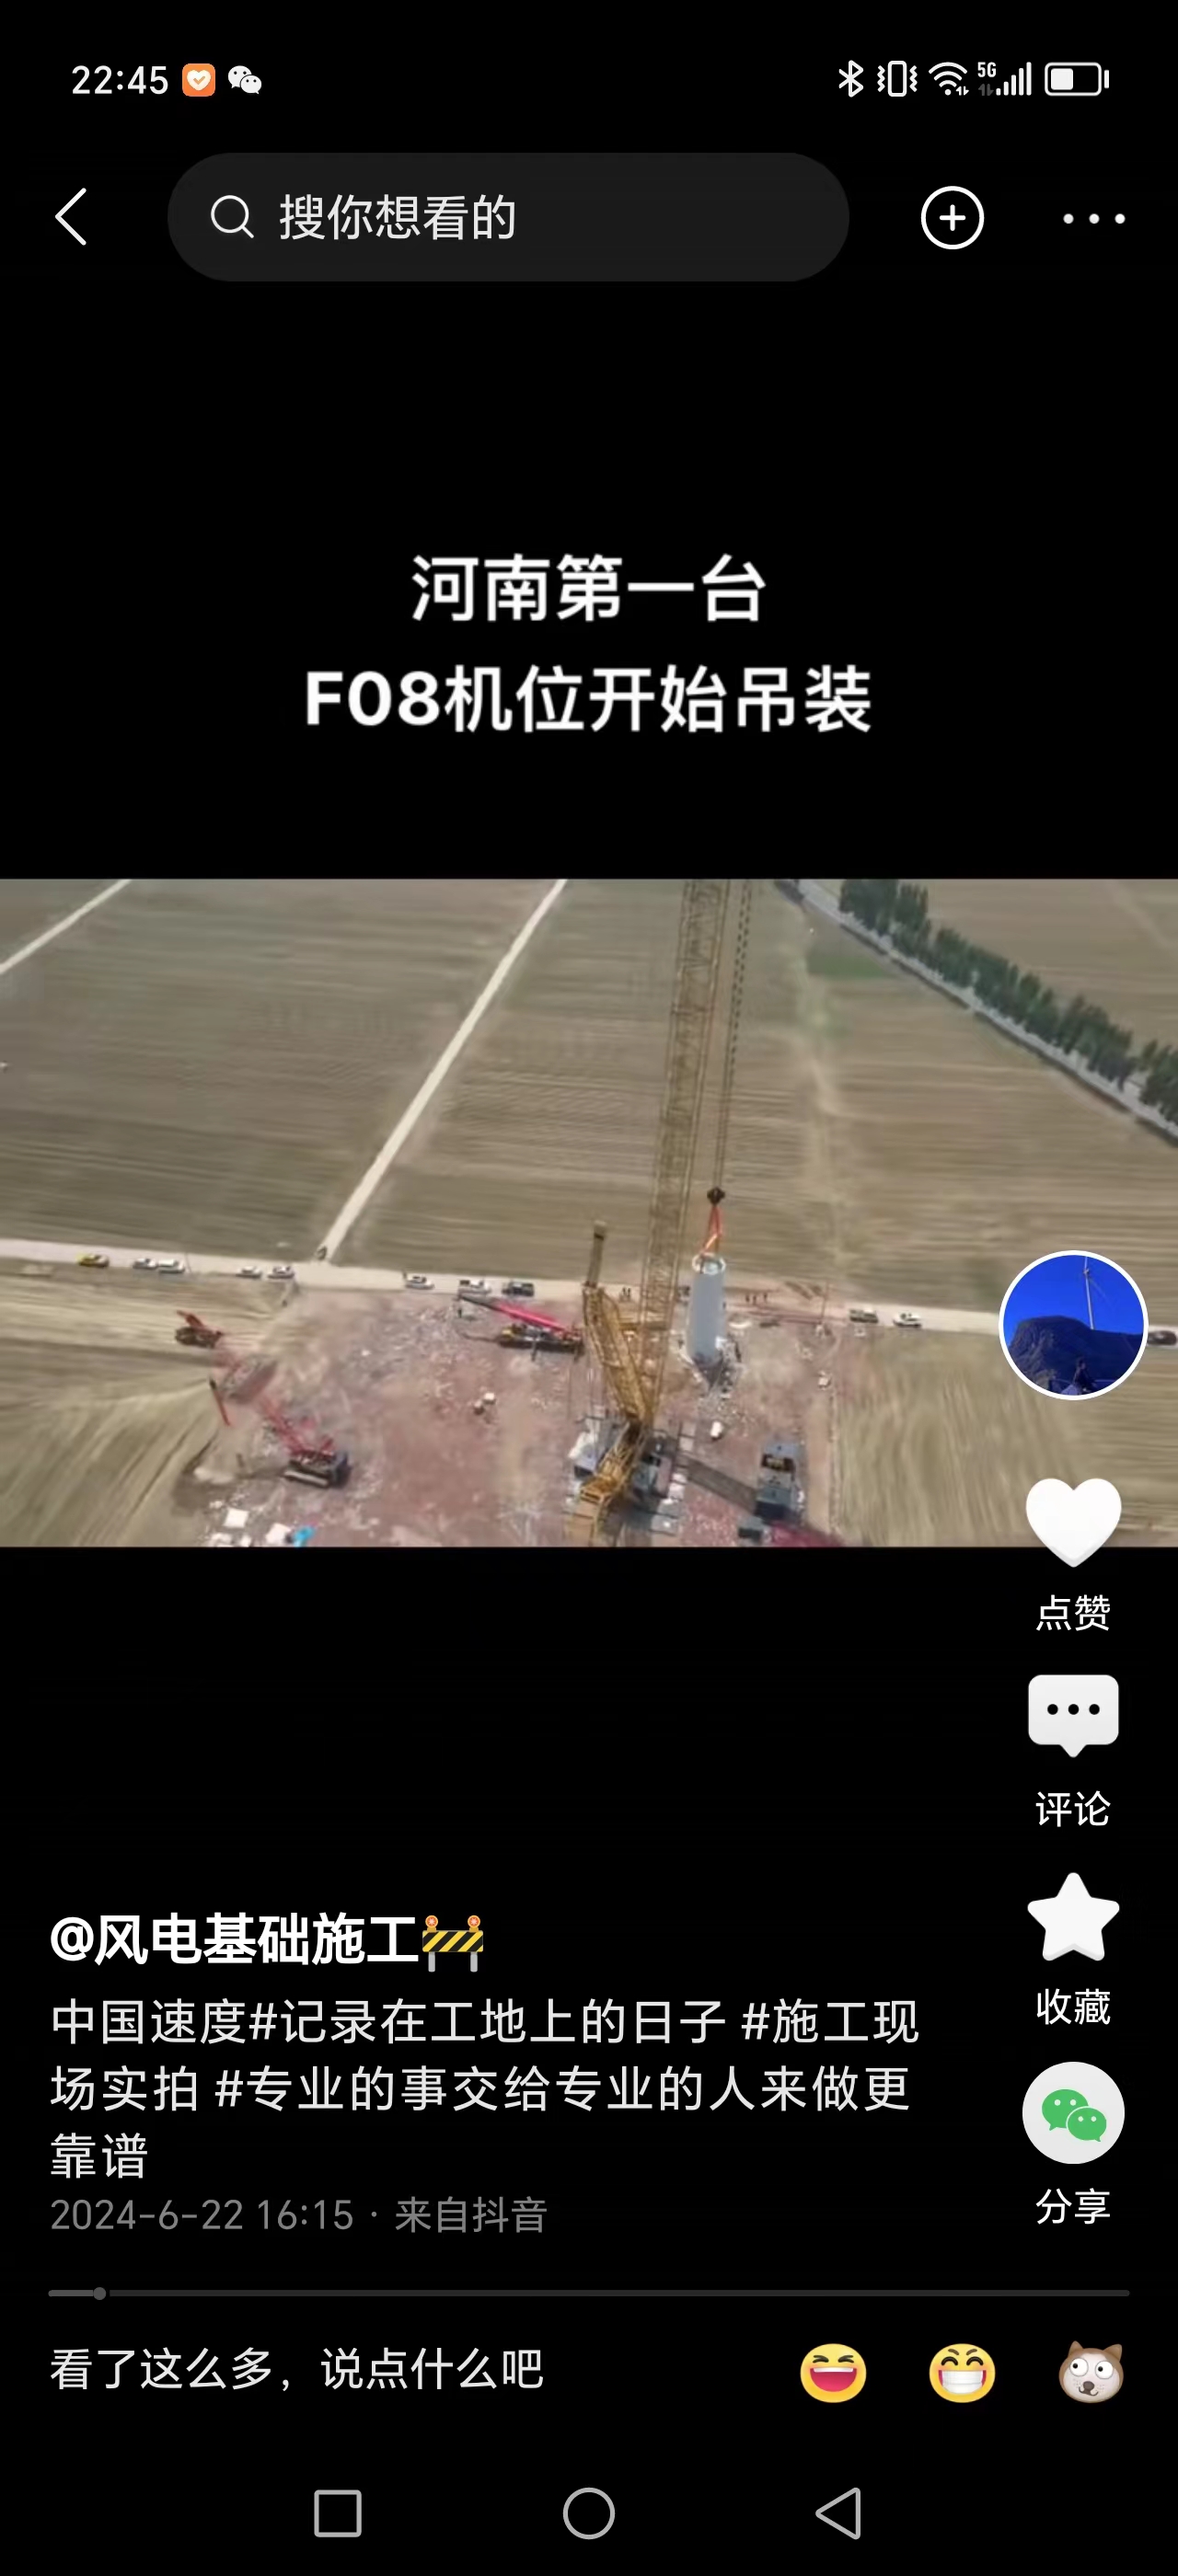 22:45
5G
搜你想看的
河南第一台
F08机位开始吊装
点赞
评论
收藏
分享
@风电基础施工🚧
中国速度#记录在工地上的日子 #施工现
场实拍 #专业的事交给专业的人来做更
靠谱
2024-6-22 16:15 · 来自抖音
看了这么多，说点什么吧